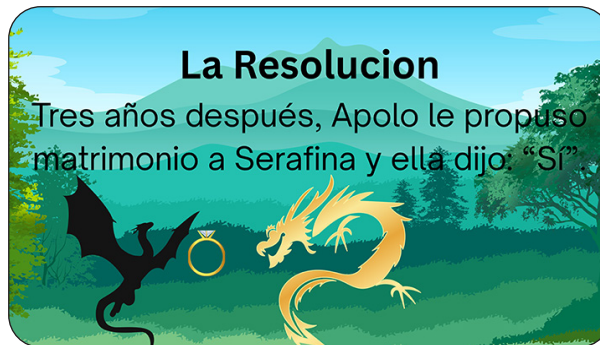 La Resolucion
Tres años después, Apolo le propuso
matrimonio a Serafina y ella dijo: “Sí”.